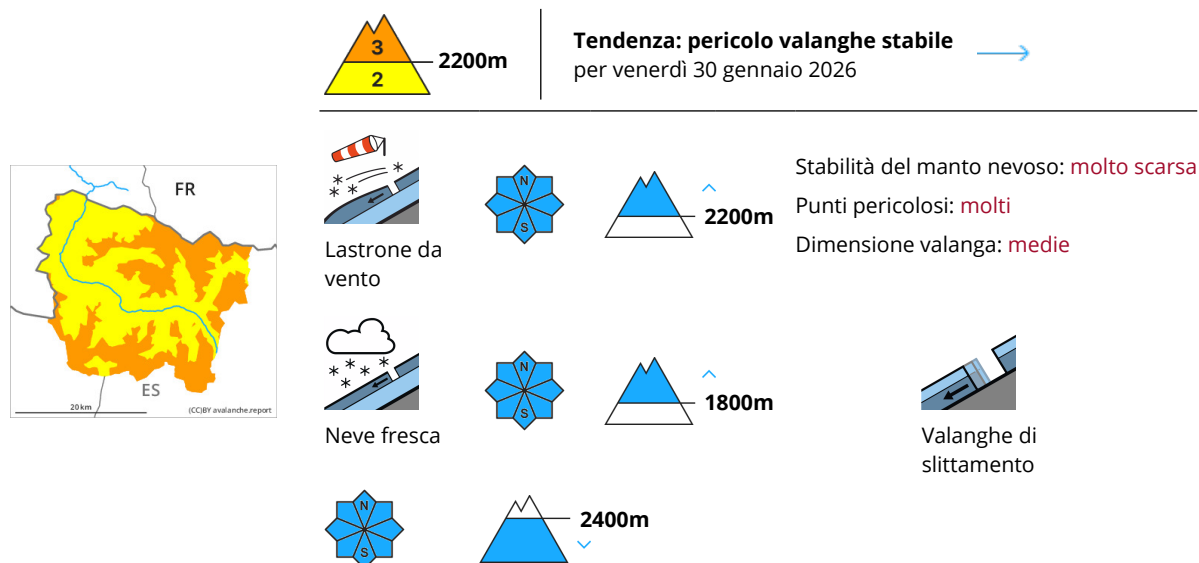 3
2
2200m
Tendenza: pericolo valanghe stabile
per venerdì 30 gennaio 2026
FR
ES
20 km
(CC)BY avalanche.report
Lastrone da
vento
N
S
2200m
Stabilità del manto nevoso: molto scarsa
Punti pericolosi: molti
Dimensione valanga: medie
Neve fresca
N
S
1800m
Valanghe di
slittamento
N
S
2400m